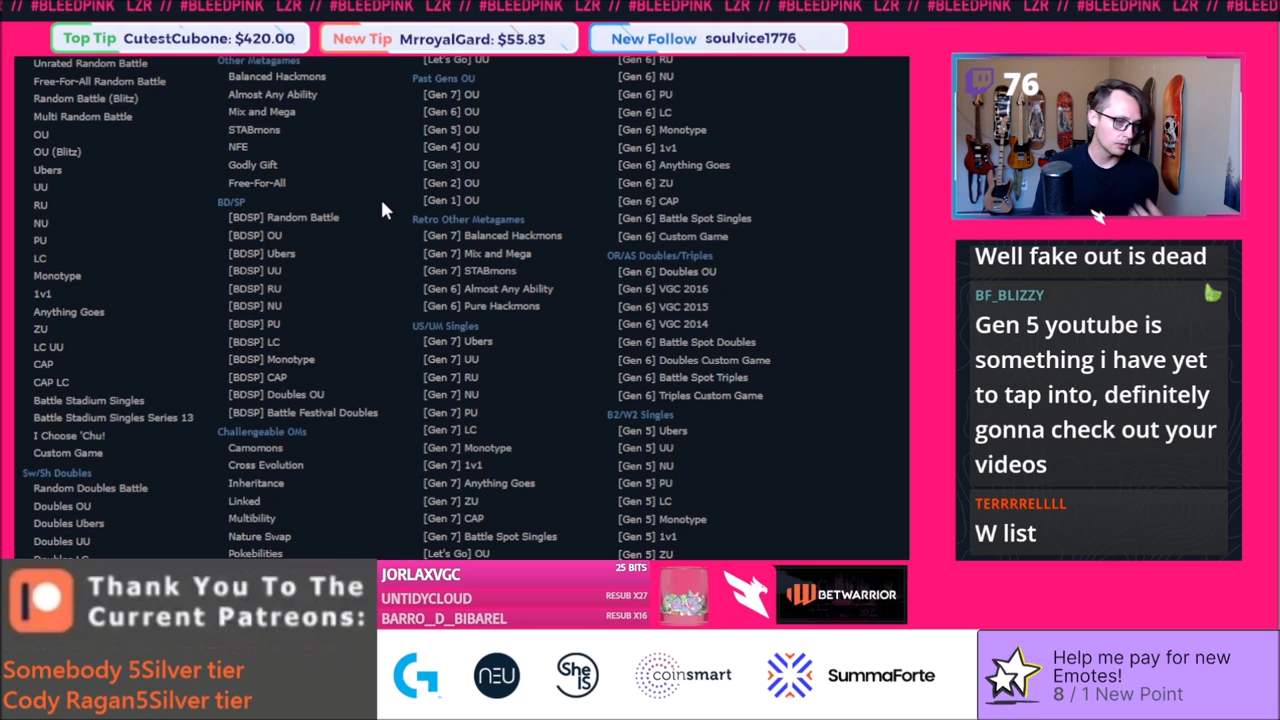 // #BLEEDPINK LZR // #BLEEDPINK LZR // #BLEEDPINK LZR // #BLEEDPINK LZR // #BLEEDPINK LZR // #BLEEDPINK LZR // #BLEED
Top Tip CutestCubone: $420.00
New Tip MrroyalGard: $55.83
New Follow soulvice1776
Unrated Random Battle
Free-For-All Random Battle
Random Battle (Blitz)
Multi Random Battle
OU
OU (Blitz)
Ubers
UU
RU
NU
PU
LC
Monotype
1v1
Anything Goes
ZU
LC UU
CAP
CAP LC
Battle Stadium Singles
Battle Stadium Singles Series 13
I Choose 'Chu!
Custom Game
Sw/Sh Doubles
Random Doubles Battle
Doubles OU
Doubles Ubers
Doubles UU
Doubles LC
Other Metagames
Balanced Hackmons
Almost Any Ability
Mix and Mega
STABmons
NFE
Godly Gift
Free-For-All
BD/SP
[BDSP] Random Battle
[BDSP] OU
[BDSP] Ubers
[BDSP] UU
[BDSP] RU
[BDSP] NU
[BDSP] PU
[BDSP] LC
[BDSP] Monotype
[BDSP] CAP
[BDSP] Doubles OU
[BDSP] Battle Festival Doubles
Challengeable OMs
Camomons
Cross Evolution
Inheritance
Linked
Multibility
Nature Swap
Pokebilities
[Let's Go] UU
Past Gens OU
[Gen 7] OU
[Gen 6] OU
[Gen 5] OU
[Gen 4] OU
[Gen 3] OU
[Gen 2] OU
[Gen 1] OU
Retro Other Metagames
[Gen 7] Balanced Hackmons
[Gen 7] Mix and Mega
[Gen 7] STABmons
[Gen 6] Almost Any Ability
[Gen 6] Pure Hackmons
US/UM Singles
[Gen 7] Ubers
[Gen 7] UU
[Gen 7] RU
[Gen 7] NU
[Gen 7] PU
[Gen 7] LC
[Gen 7] Monotype
[Gen 7] 1v1
[Gen 7] Anything Goes
[Gen 7] ZU
[Gen 7] CAP
[Gen 7] Battle Spot Singles
[Let's Go] OU
[Gen 6] RU
[Gen 6] NU
[Gen 6] PU
[Gen 6] LC
[Gen 6] Monotype
[Gen 6] 1v1
[Gen 6] Anything Goes
[Gen 6] ZU
[Gen 6] CAP
[Gen 6] Battle Spot Singles
[Gen 6] Custom Game
OR/AS Doubles/Triples
[Gen 6] Doubles OU
[Gen 6] VGC 2016
[Gen 6] VGC 2015
[Gen 6] VGC 2014
[Gen 6] Battle Spot Doubles
[Gen 6] Doubles Custom Game
[Gen 6] Battle Spot Triples
[Gen 6] Triples Custom Game
B2/W2 Singles
[Gen 5] Ubers
[Gen 5] UU
[Gen 5] NU
[Gen 5] PU
[Gen 5] LC
[Gen 5] Monotype
[Gen 5] 1v1
[Gen 5] ZU
76
Well fake out is dead
BF_BLIZZY
Gen 5 youtube is
something i have yet
to tap into, definitely
gonna check out your
videos
TERRRRELLLL
W list
Thank You To The
Current Patreons:
Somebody 5Silver tier
Cody Ragan5Silver tier
JORLAXVGC 25 BITS
UNTIDYCLOUD RESUB X27
BARRO__D__BIBAREL RESUB X16
BETWARRIOR
G
NEU
She
IS
coinsmart
SummaForte
Help me pay for new
Emotes!
8 / 1 New Point